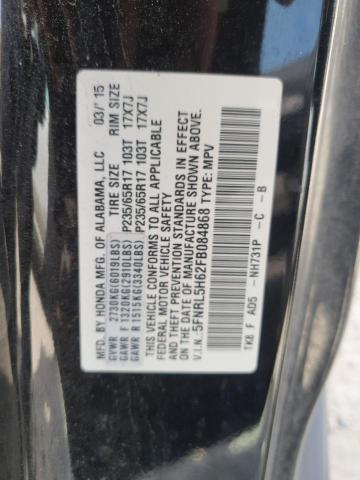 MFD. BY HONDA MFG. OF ALABAMA, LLC 03/'15
TIRE SIZE RIM SIZE
GVWR 2730KG(6019LBS)
GAWR F 1320KG(2910LBS) P235/65R17 103T 17X7J
GAWR R 1515KG(3340LBS) P235/65R17 103T 17X7J
THIS VEHICLE CONFORMS TO ALL APPLICABLE
FEDERAL MOTOR VEHICLE SAFETY
AND THEFT PREVENTION STANDARDS IN EFFECT
ON THE DATE OF MANUFACTURE SHOWN ABOVE.
V.I.N.:5FNRL5H62FB084868 TYPE: MPV
TK8 F AD5 -NH731P -C -B